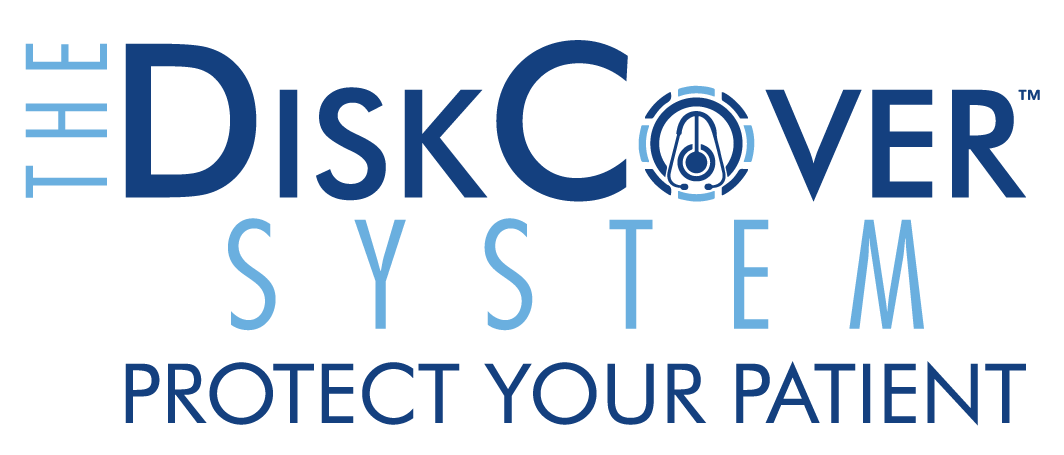 THE
DISKCOVER™
SYSTEM
PROTECT YOUR PATIENT